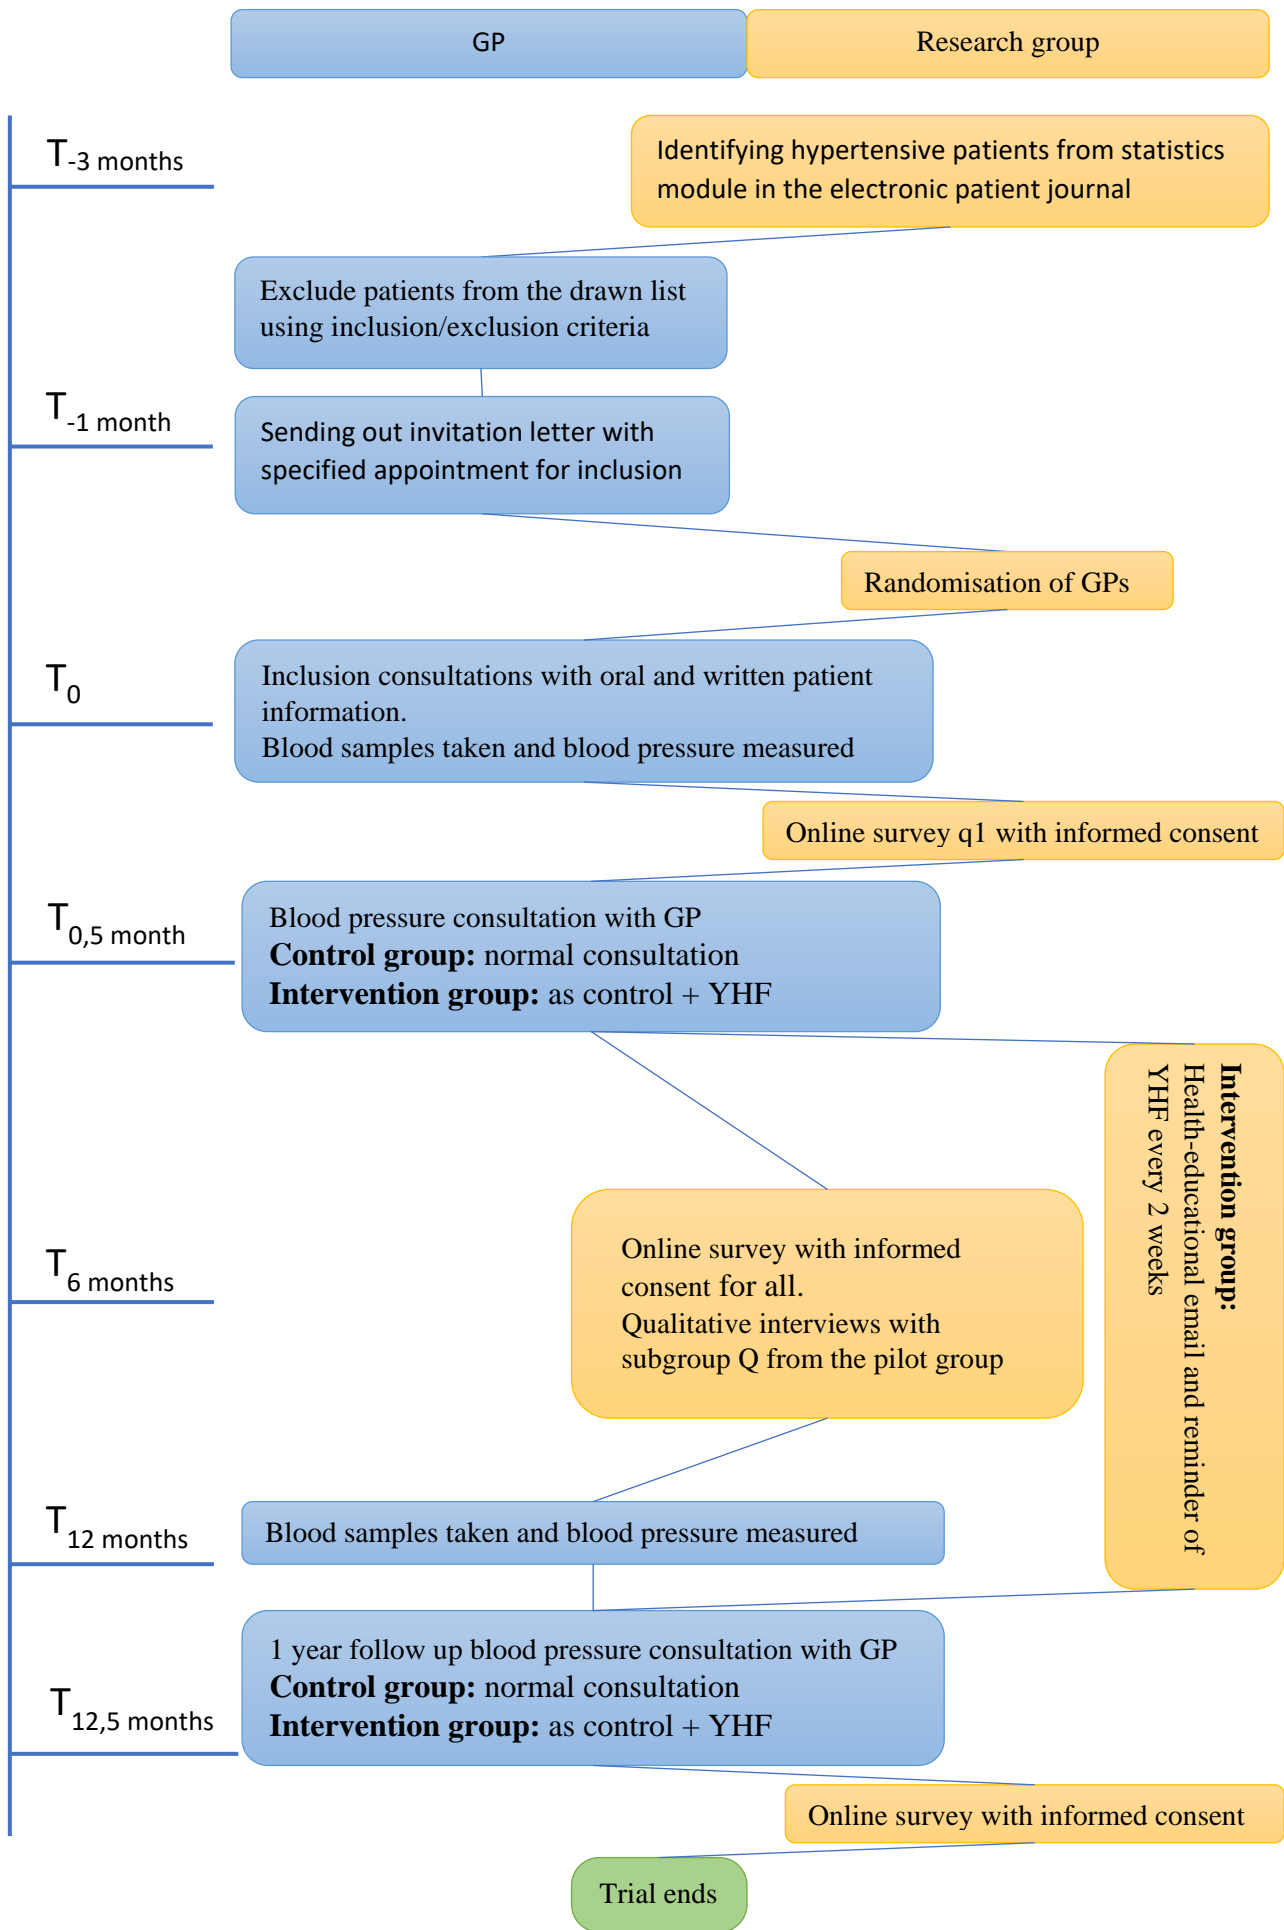 GP
Research group
T-3 months
Identifying hypertensive patients from statistics
module in the electronic patient journal
Exclude patients from the drawn list
using inclusion/exclusion criteria
T-1 month
Sending out invitation letter with
specified appointment for inclusion
Randomisation of GPs
T0
Inclusion consultations with oral and written patient
information.
Blood samples taken and blood pressure measured
Online survey q1 with informed consent
T0,5 month
Blood pressure consultation with GP
Control group: normal consultation
Intervention group: as control + YHF
Intervention group:
Health-educational email and reminder of
YHF every 2 weeks
T6 months
Online survey with informed
consent for all.
Qualitative interviews with
subgroup Q from the pilot group
T12 months
Blood samples taken and blood pressure measured
T12,5 months
1 year follow up blood pressure consultation with GP
Control group: normal consultation
Intervention group: as control + YHF
Online survey with informed consent
Trial ends